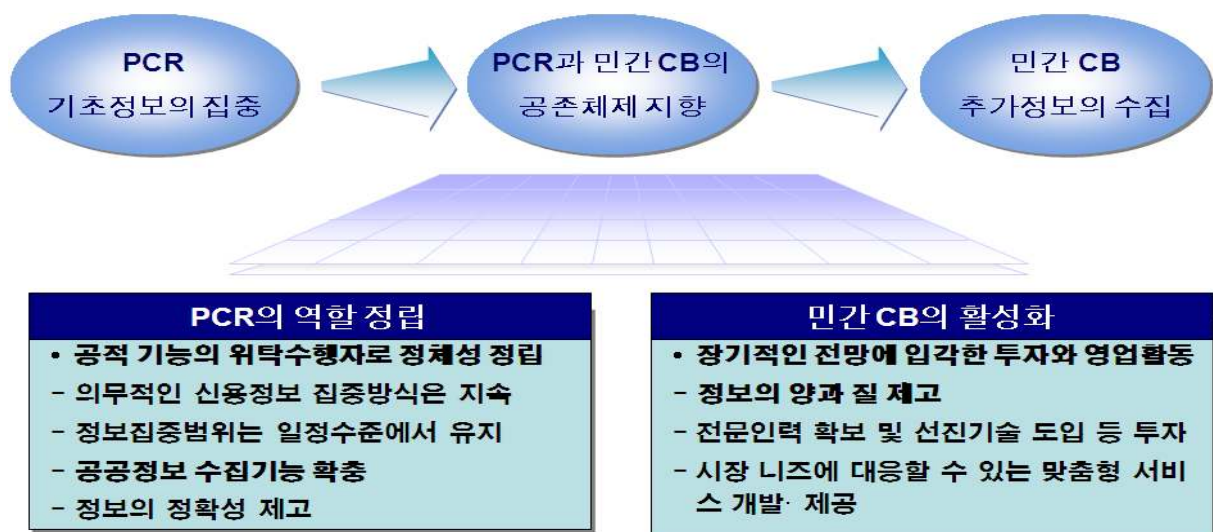 PCR
기초정보의 집중
PCR과 민간 CB의
공존체제 지향
민간 CB
추가정보의 수집
PCR의 역할 정립
• 공적 기능의 위탁수행자로 정체성 정립
- 의무적인 신용정보 집중방식은 지속
- 정보집중범위는 일정수준에서 유지
- 공공정보 수집기능 확충
- 정보의 정확성 제고
민간 CB의 활성화
• 장기적인 전망에 입각한 투자와 영업활동
- 정보의 양과 질 제고
- 전문인력 확보 및 선진기술 도입 등 투자
- 시장 니즈에 대응할 수 있는 맞춤형 서비
스 개발· 제공